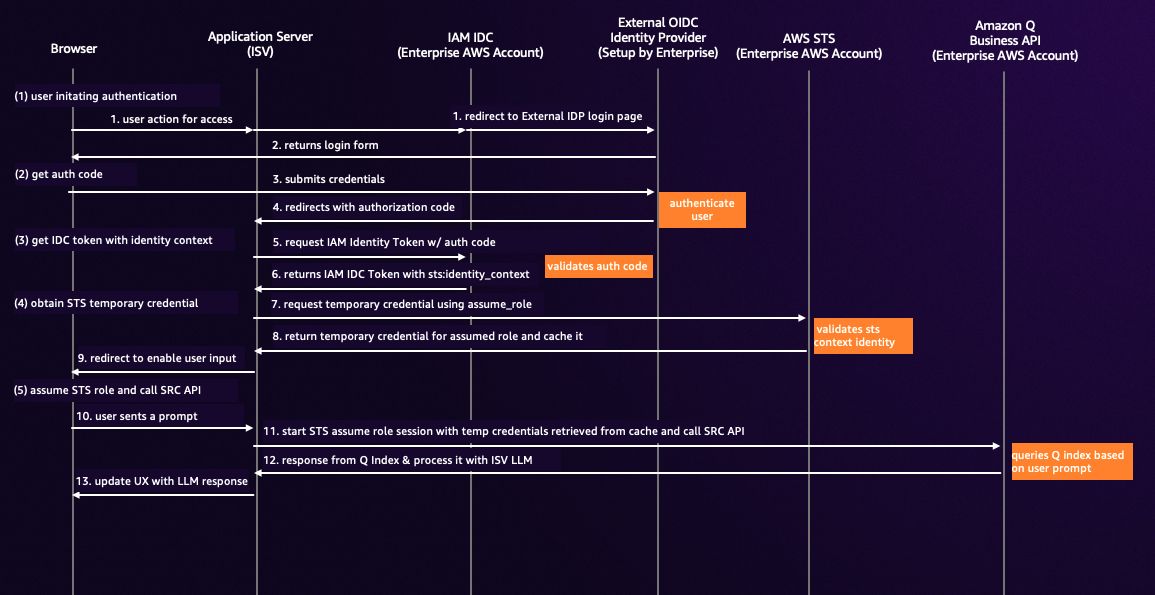 Browser
Application Server
(ISV)
IAM IDC
(Enterprise AWS Account)
External OIDC
Identity Provider
(Setup by Enterprise)
AWS STS
(Enterprise AWS Account)
Amazon Q
Business API
(Enterprise AWS Account)
(1) user initating authentication
1. user action for access
1. redirect to External IDP login page
2. returns login form
(2) get auth code
3. submits credentials
authenticate
user
4. redirects with authorization code
(3) get IDC token with identity context
5. request IAM Identity Token w/ auth code
validates auth code
6. returns IAM IDC Token with sts:identity_context
(4) obtain STS temporary credential
7. request temporary credential using assume_role
validates sts
context identity
8. return temporary credential for assumed role and cache it
9. redirect to enable user input
(5) assume STS role and call SRC API
10. user sents a prompt
11. start STS assume role session with temp credentials retrieved from cache and call SRC API
queries Q index based
on user prompt
12. response from Q Index & process it with ISV LLM
13. update UX with LLM response